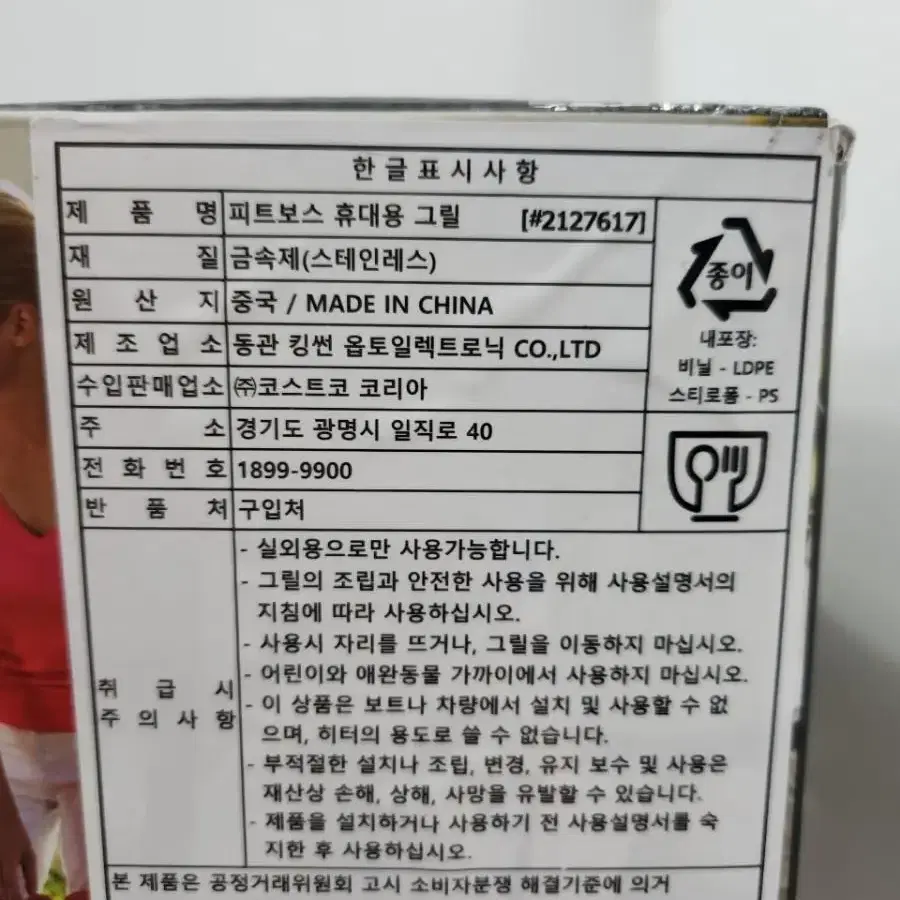 한글표시사항
제 품 명 피트보스 휴대용 그릴 [#2127617]
재 질 금속제(스테인레스)
원 산 지 중국 / MADE IN CHINA
제 조 업 소 동관 킹썬 옵토일렉트로닉 CO.,LTD
수입판매업소 ㈜코스트코 코리아
주 소 경기도 광명시 일직로 40
전 화 번 호 1899-9900
반 품 처 구입처
종이
내포장:
비닐 - LDPE
스티로폼 - PS
취 급 시
주 의 사 항
- 실외용으로만 사용가능합니다.
- 그릴의 조립과 안전한 사용을 위해 사용설명서의
지침에 따라 사용하십시오.
- 사용시 자리를 뜨거나, 그릴을 이동하지 마십시오.
- 어린이와 애완동물 가까이에서 사용하지 마십시오.
- 이 상품은 보트나 차량에서 설치 및 사용할 수 없
으며, 히터의 용도로 쓸 수 없습니다.
- 부적절한 설치나 조립, 변경, 유지 보수 및 사용은
재산상 손해, 상해, 사망을 유발할 수 있습니다.
- 제품을 설치하거나 사용하기 전 사용설명서를 숙
지한 후 사용하십시오.
본 제품은 공정거래위원회 고시 소비자분쟁 해결기준에 의거